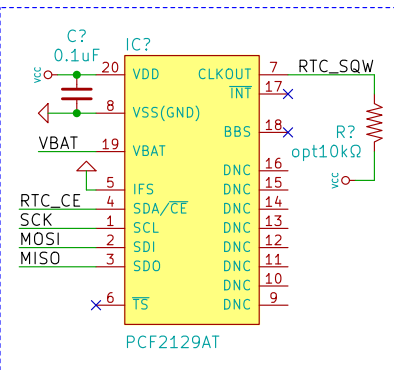 C?
0.1uF
VCC
IC?
20 VDD
8 VSS(GND)
VBAT 19 VBAT
5 IFS
RTC_CE 4 SDA/CE
SCK 1 SCL
MOSI 2 SDI
MISO 3 SDO
6 TS
CLKOUT 7 RTC_SQW
INT 17
BBS 18
DNC 16
DNC 15
DNC 14
DNC 13
DNC 12
DNC 11
DNC 10
DNC 9
R?
opt10kΩ
VCC
PCF2129AT